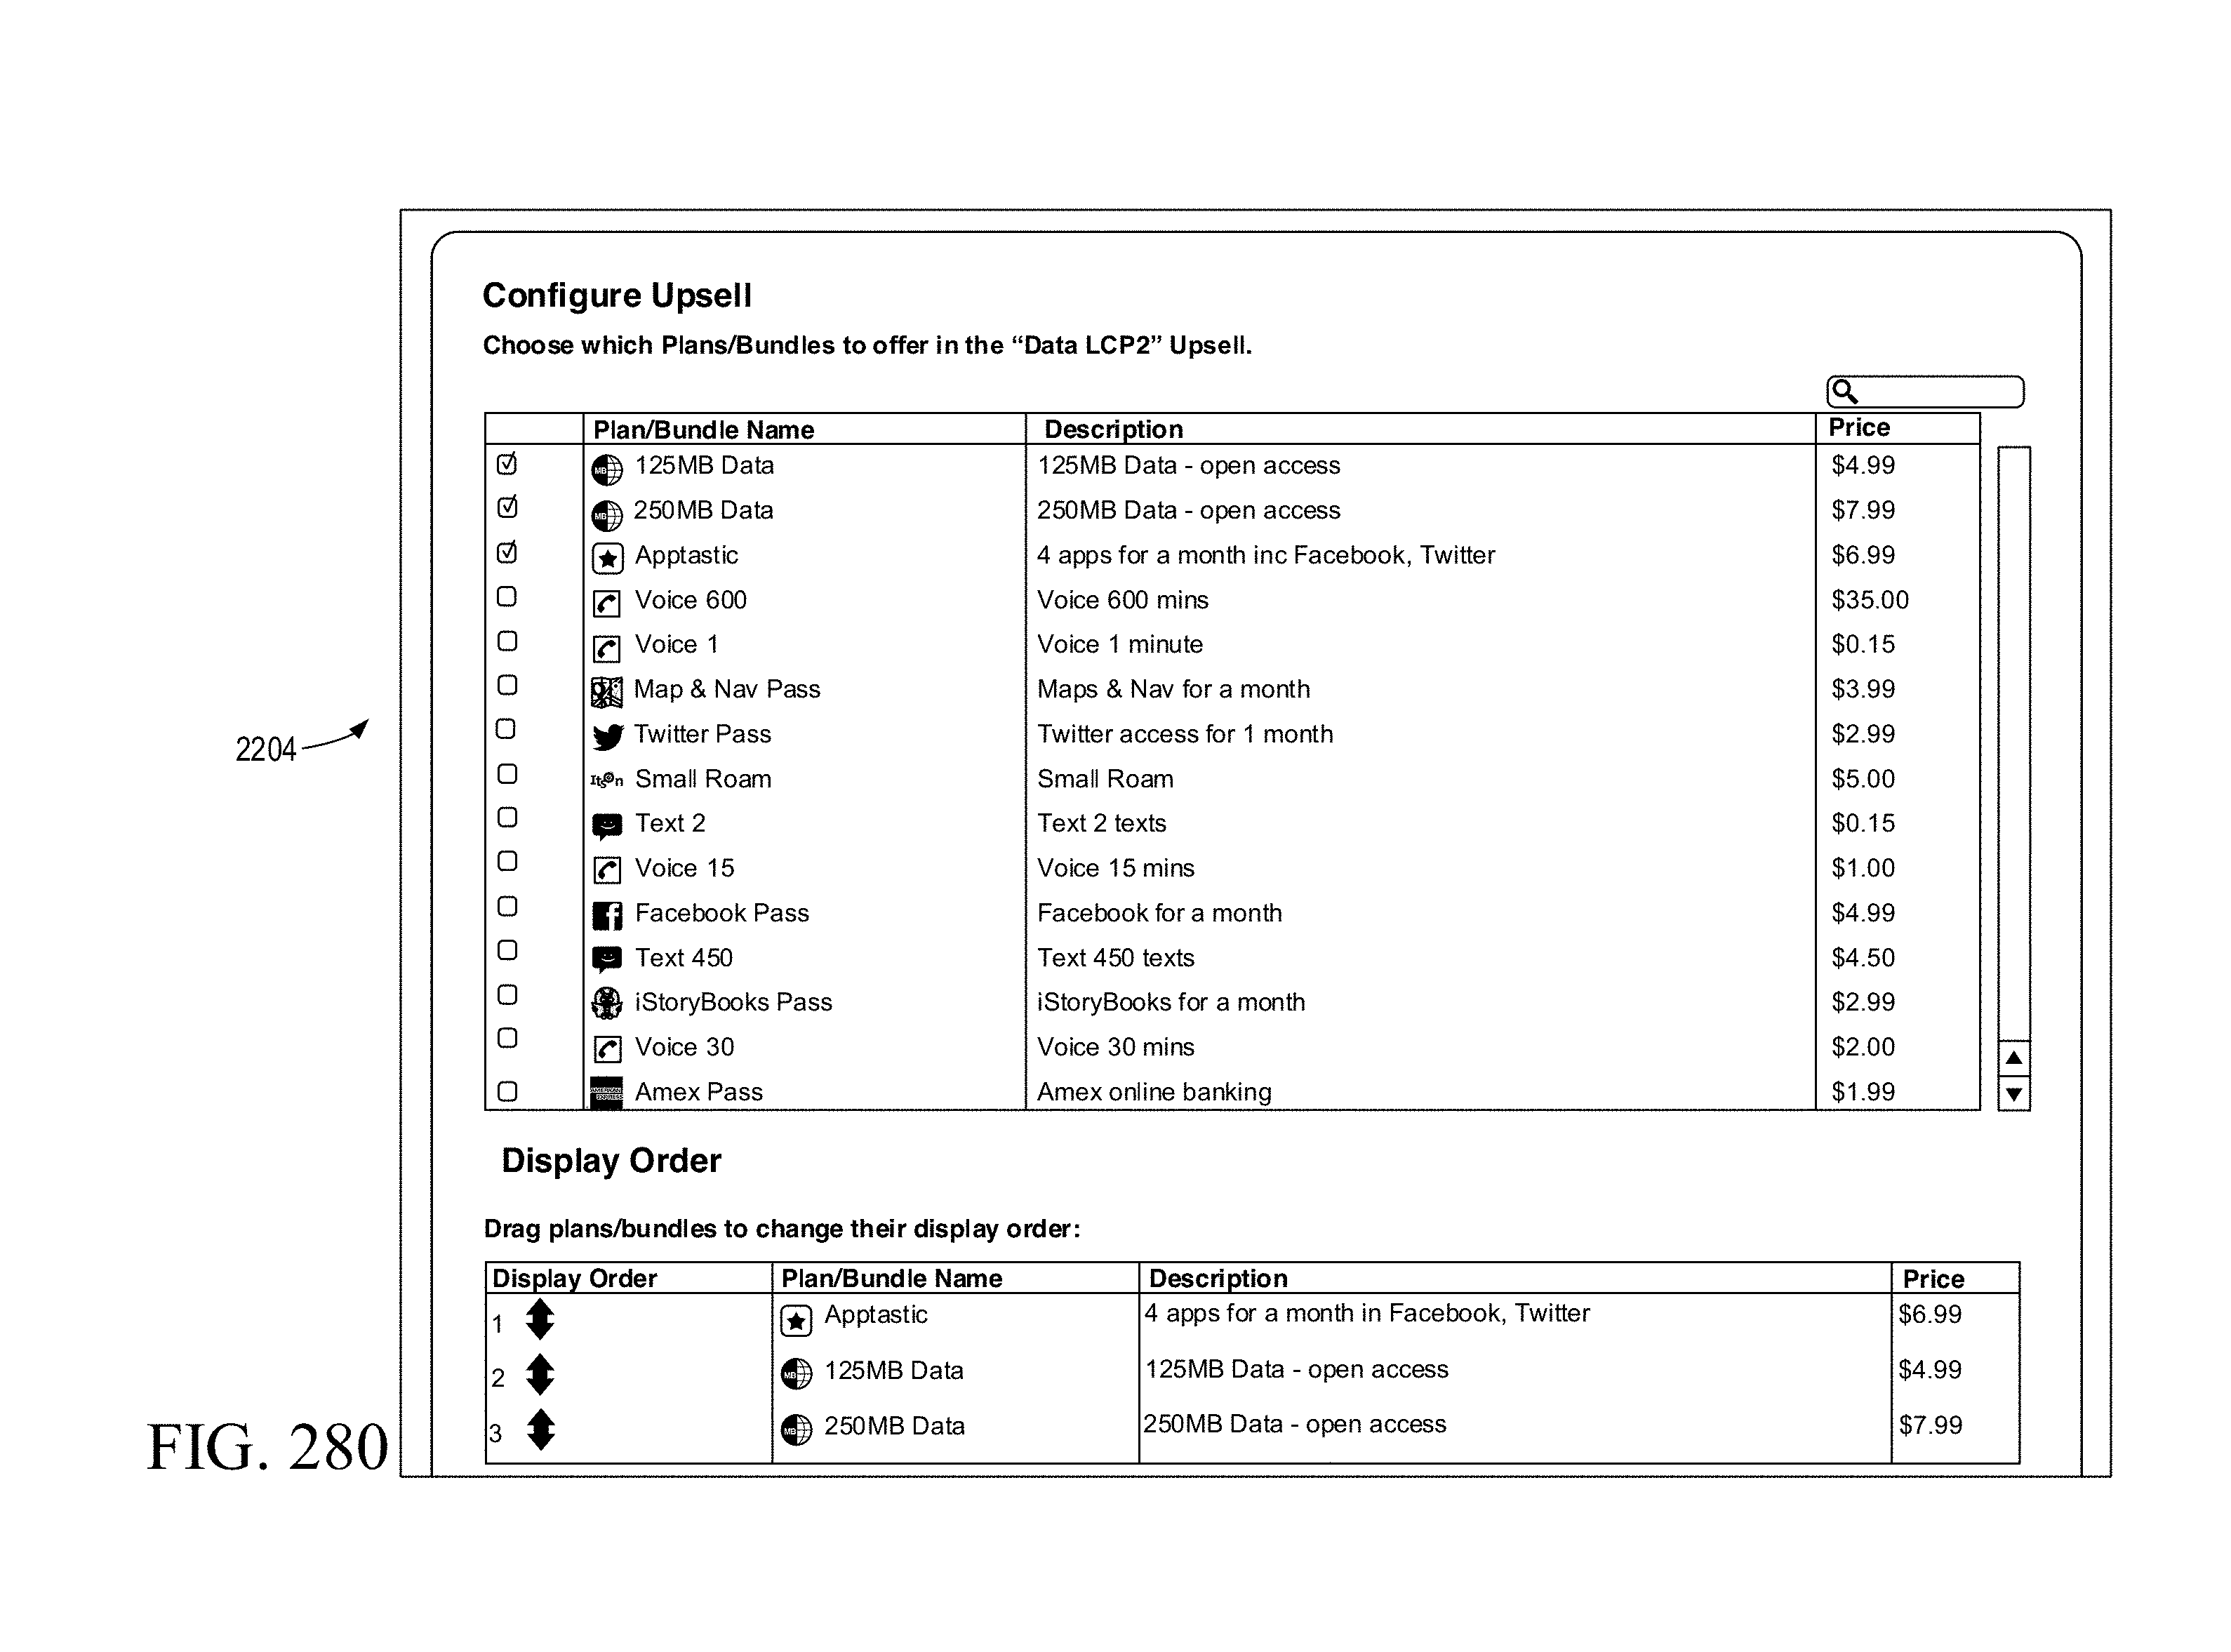 Configure Upsell
Choose which Plans/Bundles to offer in the “Data LCP2” Upsell.
Plan/Bundle Name Description Price
MB 125MB Data 125MB Data - open access $4.99
MB 250MB Data 250MB Data - open access $7.99
Apptastic 4 apps for a month inc Facebook, Twitter $6.99
Voice 600 Voice 600 mins $35.00
Voice 1 Voice 1 minute $0.15
Map & Nav Pass Maps & Nav for a month $3.99
Twitter Pass Twitter access for 1 month $2.99
2204
ItsOn Small Roam Small Roam $5.00
Text 2 Text 2 texts $0.15
Voice 15 Voice 15 mins $1.00
f Facebook Pass Facebook for a month $4.99
Text 450 Text 450 texts $4.50
iStoryBooks Pass iStoryBooks for a month $2.99
Voice 30 Voice 30 mins $2.00
AMERICAN EXPRESS Amex Pass Amex online banking $1.99
Display Order
Drag plans/bundles to change their display order:
Display Order Plan/Bundle Name Description Price
1 Apptastic 4 apps for a month in Facebook, Twitter $6.99
2 MB 125MB Data 125MB Data - open access $4.99
3 MB 250MB Data 250MB Data - open access $7.99
FIG. 280